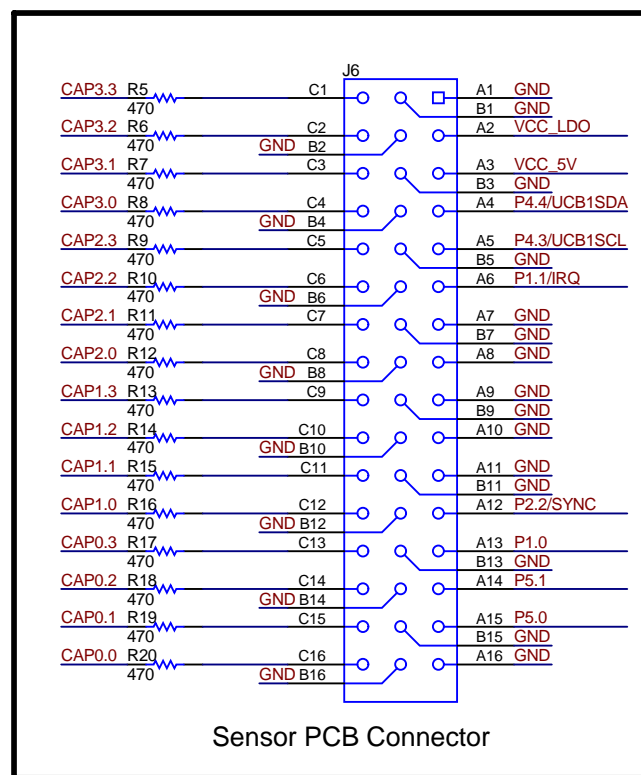 J6
CAP3.3 R5 C1 A1 GND
470 B1 GND
CAP3.2 R6 C2 A2 VCC_LDO
470 GND B2
CAP3.1 R7 C3 A3 VCC_5V
470 B3 GND
CAP3.0 R8 C4 A4 P4.4/UCB1SDA
470 GND B4
CAP2.3 R9 C5 A5 P4.3/UCB1SCL
470 B5 GND
CAP2.2 R10 C6 A6 P1.1/IRQ
470 GND B6
CAP2.1 R11 C7 A7 GND
470 B7 GND
CAP2.0 R12 C8 A8 GND
470 GND B8
CAP1.3 R13 C9 A9 GND
470 B9 GND
CAP1.2 R14 C10 A10 GND
470 GND B10
CAP1.1 R15 C11 A11 GND
470 B11 GND
CAP1.0 R16 C12 A12 P2.2/SYNC
470 GND B12
CAP0.3 R17 C13 A13 P1.0
470 B13 GND
CAP0.2 R18 C14 A14 P5.1
470 GND B14
CAP0.1 R19 C15 A15 P5.0
470 B15 GND
CAP0.0 R20 C16 A16 GND
470 GND B16
Sensor PCB Connector